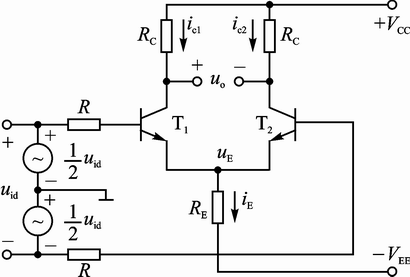 i_c1 i_c2
R_C R_C +V_CC
+ u_o −
R T_1 T_2
+ + 1/2 u_id u_E
−
u_id R_E i_E
+ 1/2 u_id
− − R −V_EE